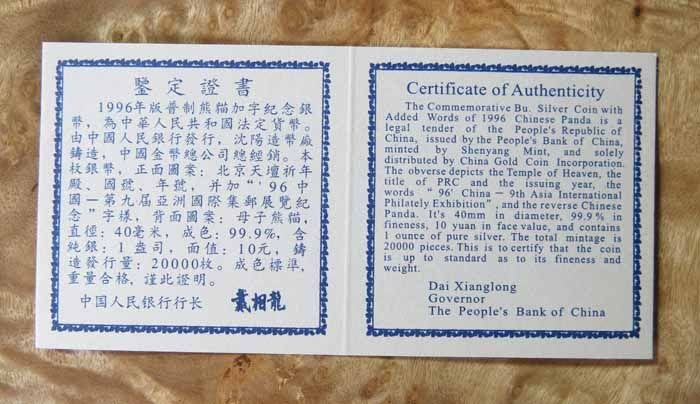 鑒定證書
1996年版普制熊貓加字紀念銀
幣，為中華人民共和國法定貨幣。
由中國人民銀行發行，沈陽造幣廠
鑄造，中國金幣總公司總經銷。本
枚銀幣，正面圖案：北京天壇祈年
殿、國號、年號，并加“'96中
國—第九屆亞洲國際集郵展覽紀
念”字樣，背面圖案：母子熊貓，
直徑：40毫米，成色：99.9%，含
純銀：1盎司，面值：10元，鑄
造發行量：20000枚。成色標準，
重量合格，謹此證明。
中国人民银行行长 戴相龍
Certificate of Authenticity
The Commemorative Bu. Silver Coin with
Added Words of 1996 Chinese Panda is a
legal tender of the People's Republic of
China, issued by the People's Bank of China,
minted by Shenyang Mint, and solely
distributed by China Gold Coin Incorporation.
The obverse depicts the Temple of Heaven, the
title of PRC and the issuing year, the
words “ 96' China — 9th Asia International
Philately Exhibition” , and the reverse Chinese
Panda. It's 40mm in diameter, 99.9% in
fineness, 10 yuan in face value, and contains
1 ounce of pure silver. The total mintage is
20000 pieces. This is to certify that the coin
is up to standard as to its fineness and
weight.
Dai Xianglong
Governor
The People's Bank of China